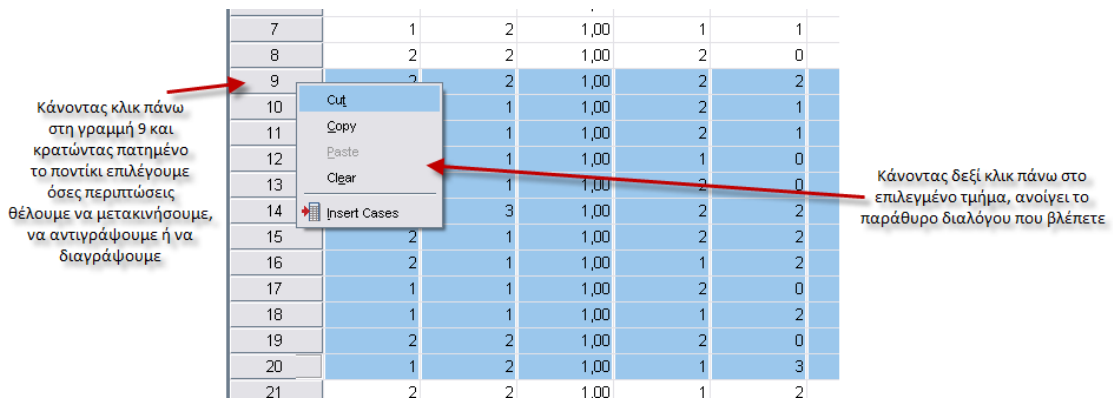 7 1 2 1,00 1 1
8 2 2 1,00 2 0
9 2 2 1,00 2 2
10 1 1,00 2 1
11 1 1,00 2 1
12 1 1,00 1 0
13 1 1,00 2 0
14 3 1,00 2 2
15 2 1 1,00 2 2
16 2 1 1,00 1 2
17 1 1 1,00 2 0
18 1 1 1,00 1 2
19 2 2 1,00 2 0
20 1 2 1,00 1 3
21 2 2 1,00 1 2
Cut
Copy
Paste
Clear
Insert Cases
Κάνοντας κλικ πάνω
στη γραμμή 9 και
κρατώντας πατημένο
το ποντίκι επιλέγουμε
όσες περιπτώσεις
θέλουμε να μετακινήσουμε,
να αντιγράψουμε ή να
διαγράψουμε
Κάνοντας δεξί κλικ πάνω στο
επιλεγμένο τμήμα, ανοίγει το
παράθυρο διαλόγου που βλέπετε